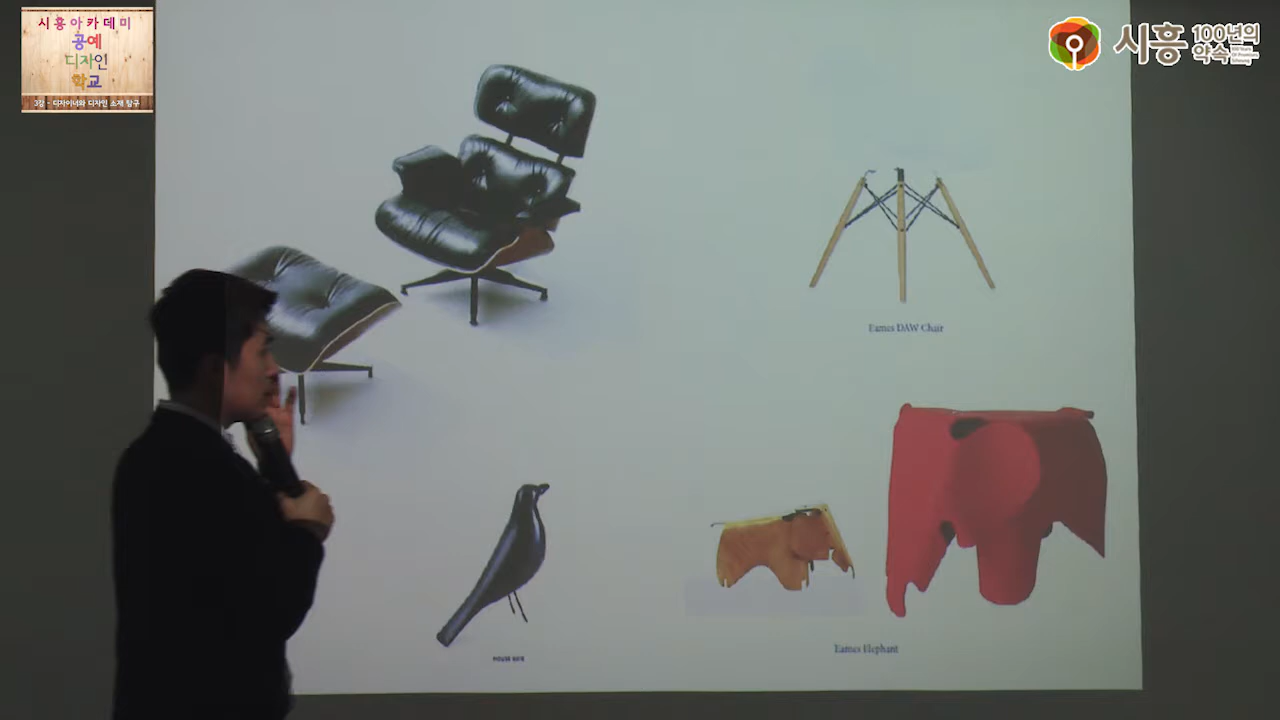 시흥아카데미
공예
디자인
학교
3강 - 디자이너와 디자인 소재 탐구
시흥 100년의
약속
Eames DAW Chair
HOUSE BIRD
Eames Elephant